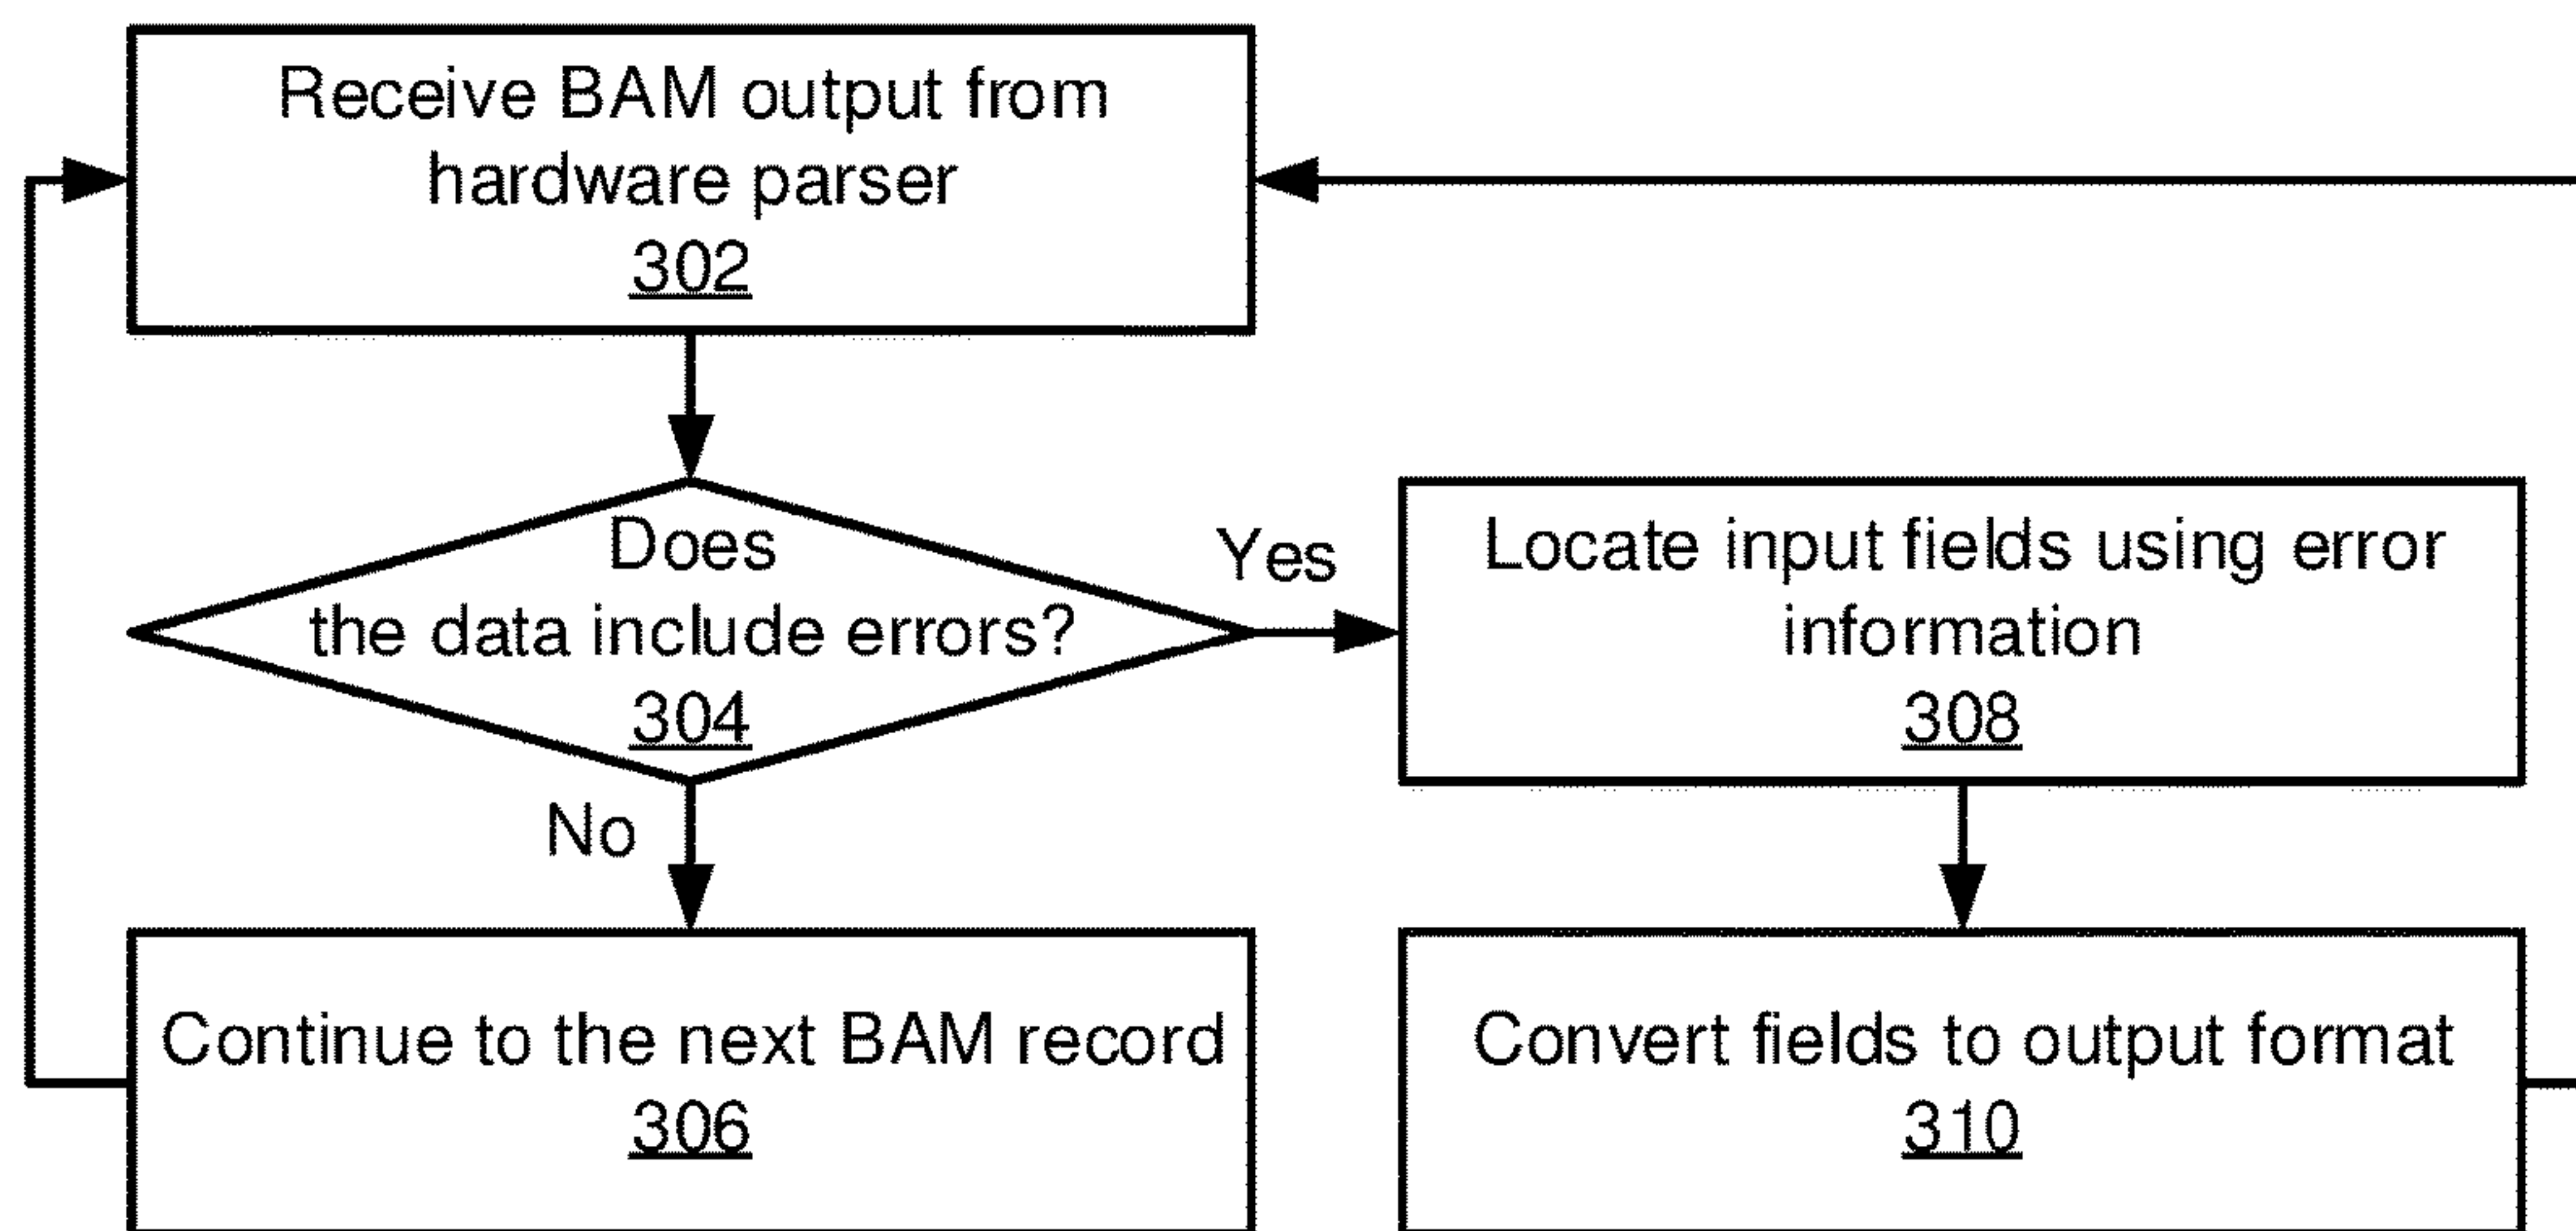 Receive BAM output from
hardware parser
302
Does
the data include errors?
304
Yes
No
Locate input fields using error
information
308
Continue to the next BAM record
306
Convert fields to output format
310